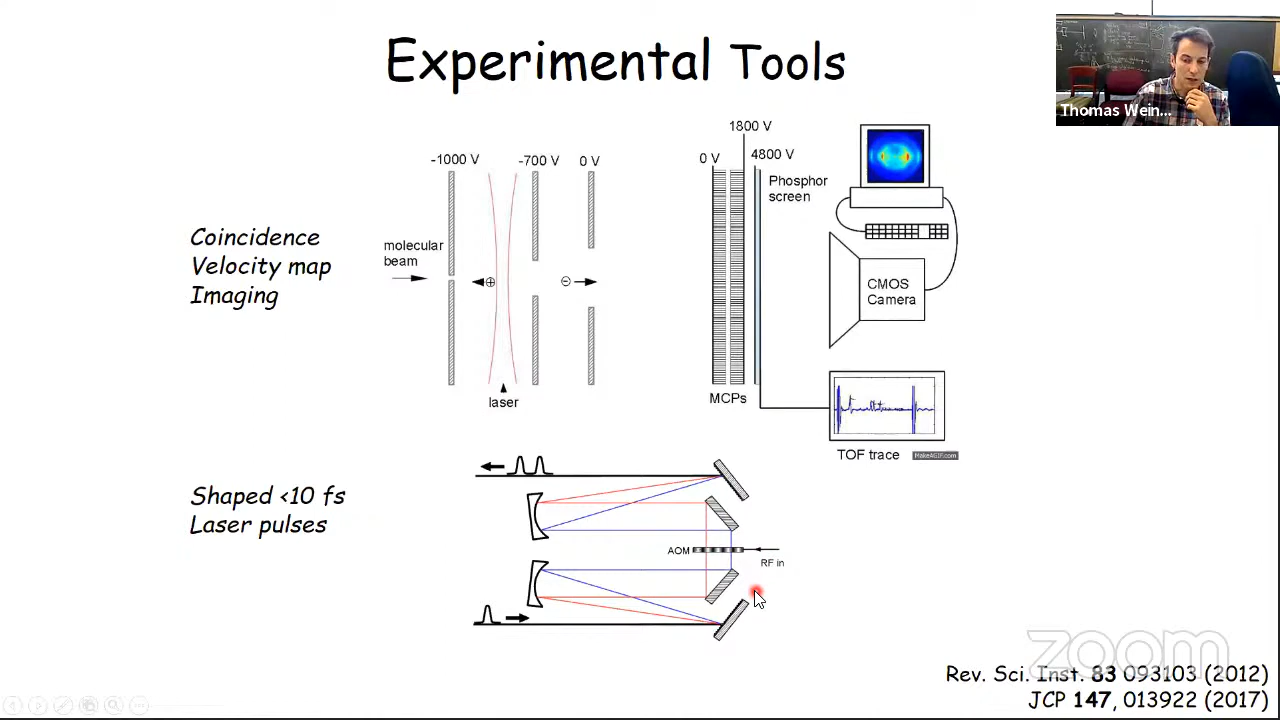 Experimental Tools
Thomas Wein...
1800 V
-1000 V
-700 V
0 V
0 V
4800 V
Phosphor
screen
Coincidence
Velocity map
Imaging
molecular
beam
⊕
⊖
CMOS
Camera
laser
MCPs
TOF trace
MakeAGIF.com
Shaped <10 fs
Laser pulses
AOM
RF in
zoom
Rev. Sci. Inst. 83 093103 (2012)
JCP 147, 013922 (2017)